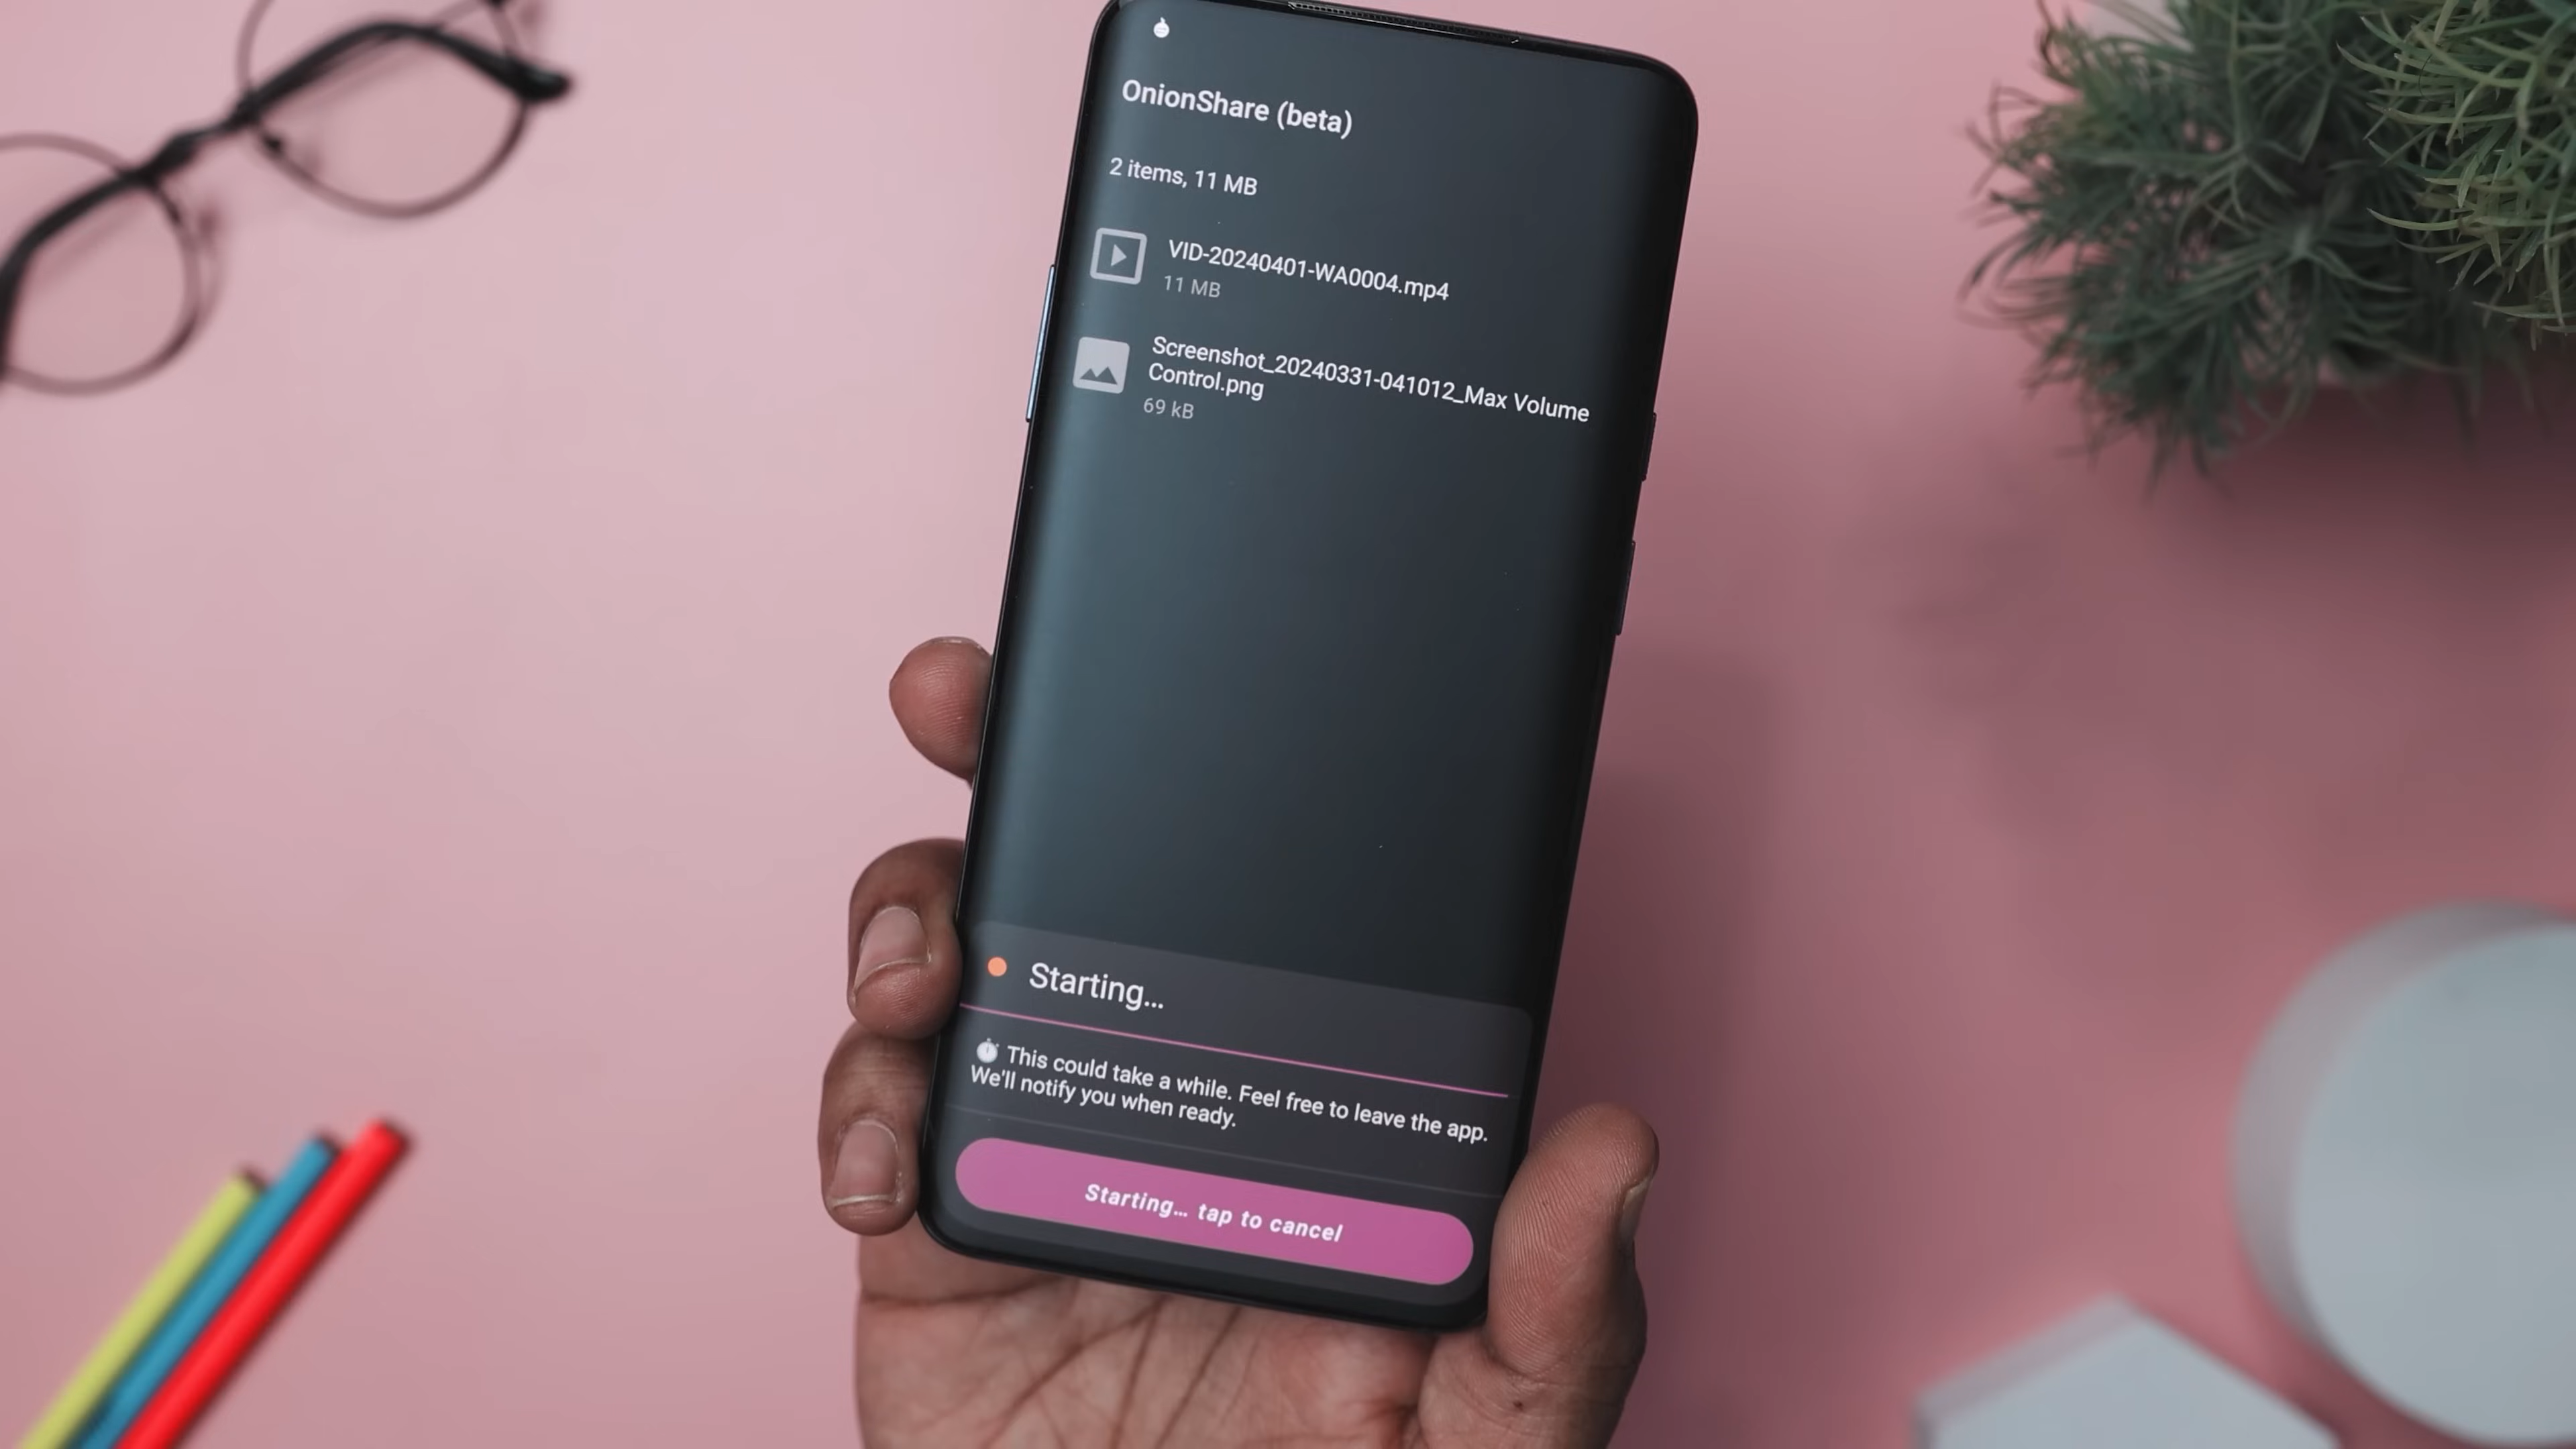 OnionShare (beta)
2 items, 11 MB
VID-20240401-WA0004.mp4
11 MB
Screenshot_20240331-041012_Max Volume
Control.png
69 kB
Starting...
This could take a while. Feel free to leave the app.
We'll notify you when ready.
Starting... tap to cancel